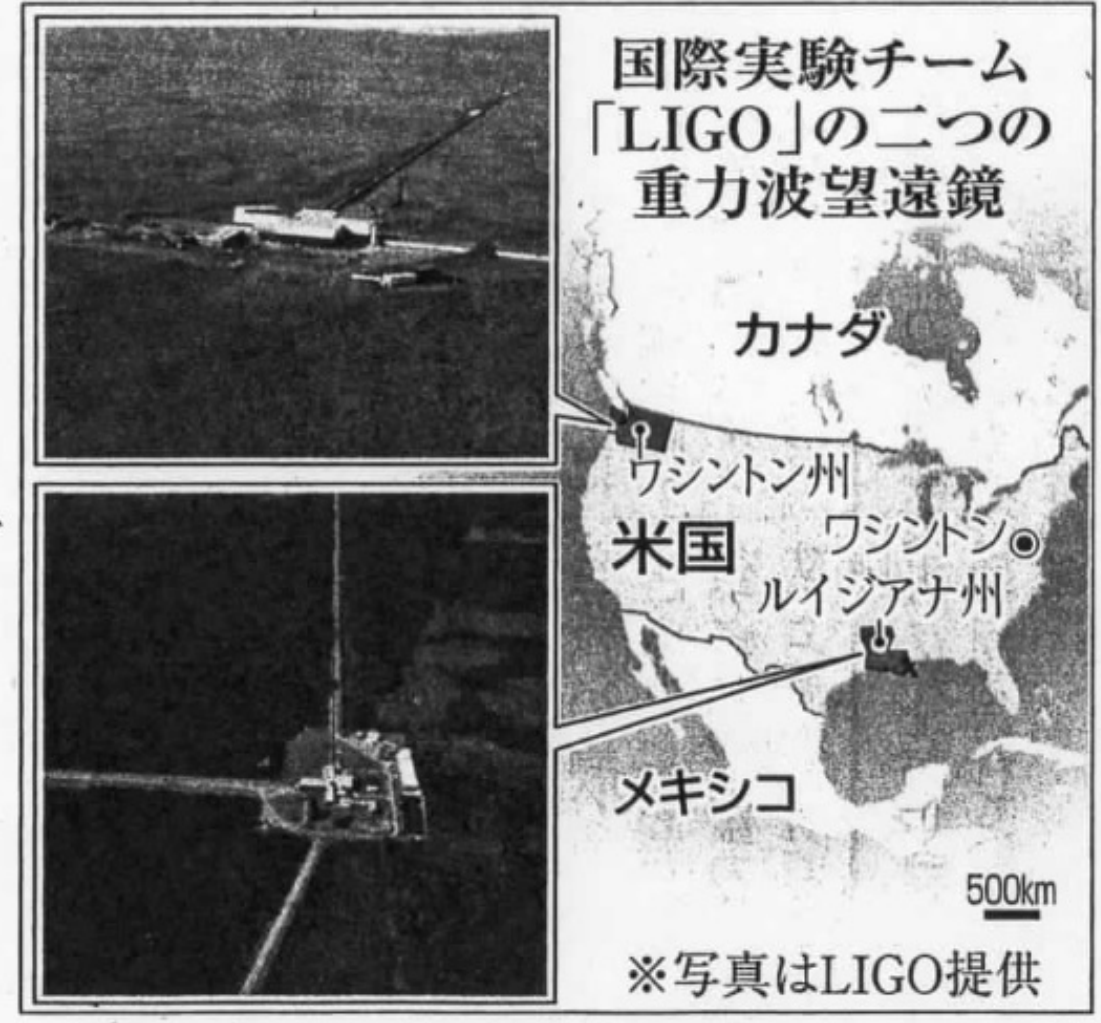 国際実験チーム
「LIGO」の二つの
重力波望遠鏡
カナダ
ワシントン州
米国
ワシントン
ルイジアナ州
メキシコ
500km
※写真はLIGO提供